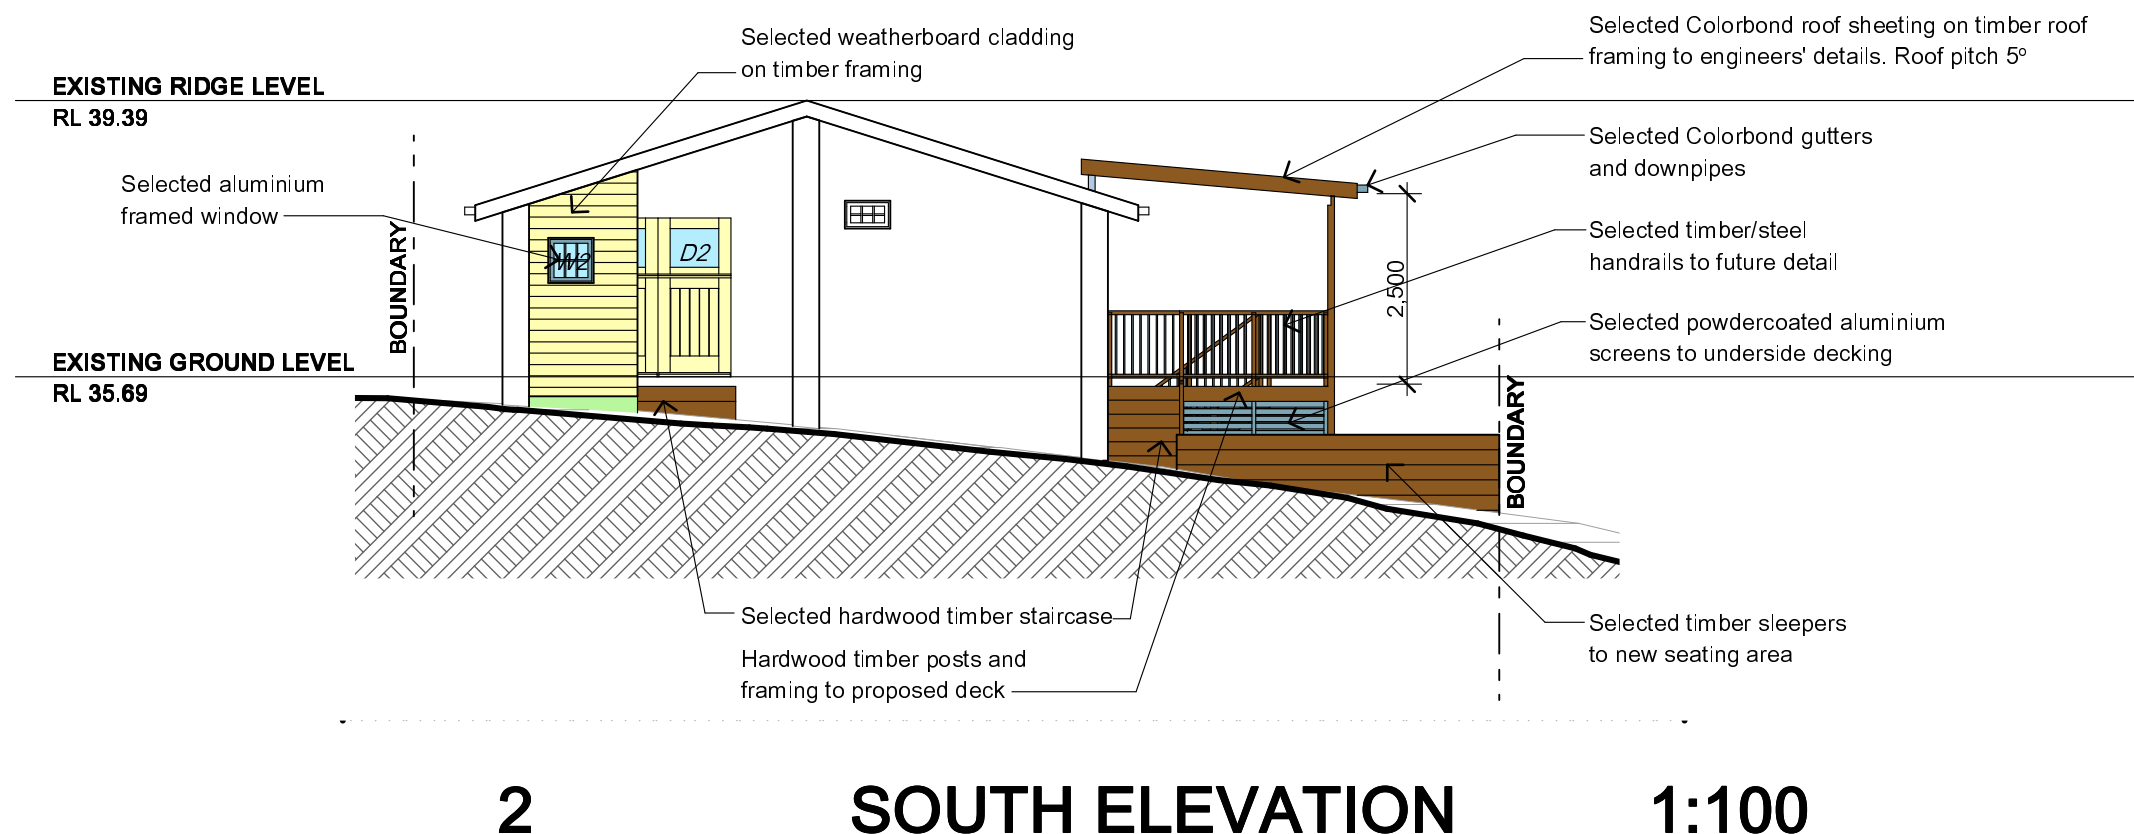 Selected weatherboard cladding
on timber framing
Selected Colorbond roof sheeting on timber roof
framing to engineers' details. Roof pitch 5º
EXISTING RIDGE LEVEL
RL 39.39
Selected Colorbond gutters
and downpipes
Selected aluminium
framed window
BOUNDARY
W2
D2
2,500
Selected timber/steel
handrails to future detail
Selected powdercoated aluminium
screens to underside decking
EXISTING GROUND LEVEL
RL 35.69
BOUNDARY
Selected hardwood timber staircase
Hardwood timber posts and
framing to proposed deck
Selected timber sleepers
to new seating area
2 SOUTH ELEVATION 1:100